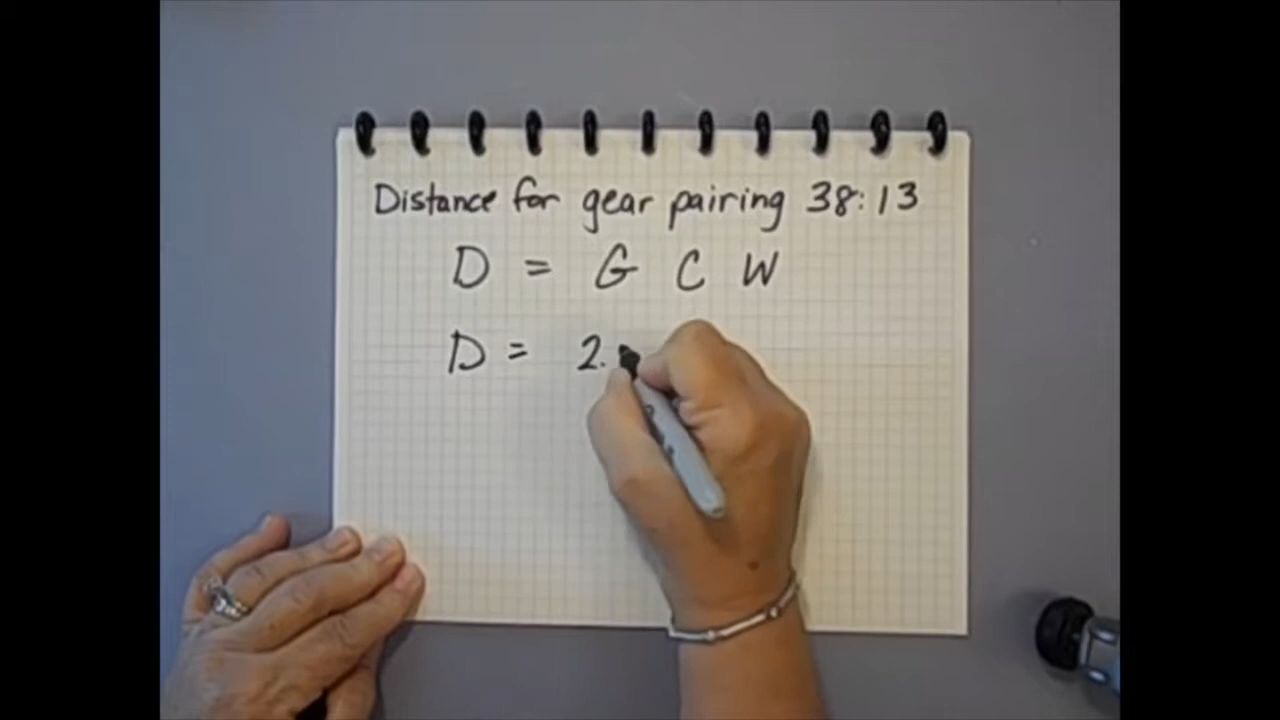 Distance for gear pairing 38:13
D = G C W
D = 2.